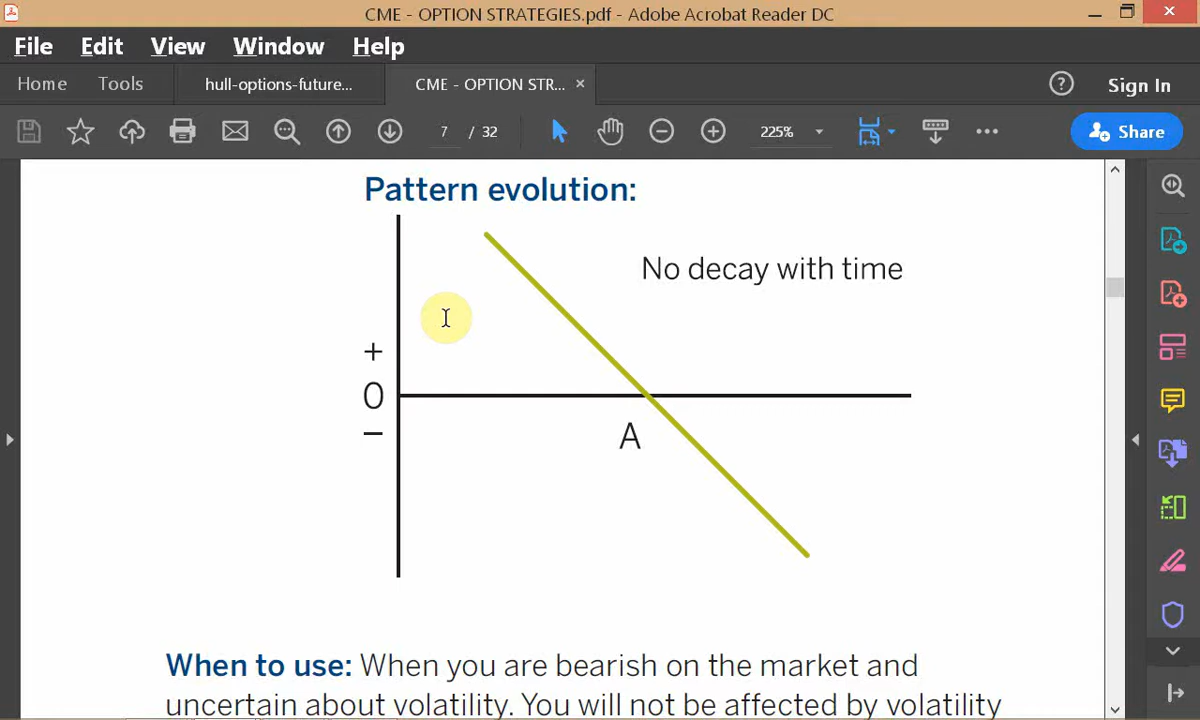 CME - OPTION STRATEGIES.pdf - Adobe Acrobat Reader DC
File Edit View Window Help
Home Tools hull-options-future... CME - OPTION STR... × ? Sign In
7 / 32 225% Share
Pattern evolution:
No decay with time
+
0
−
A
When to use: When you are bearish on the market and
uncertain about volatility. You will not be affected by volatility